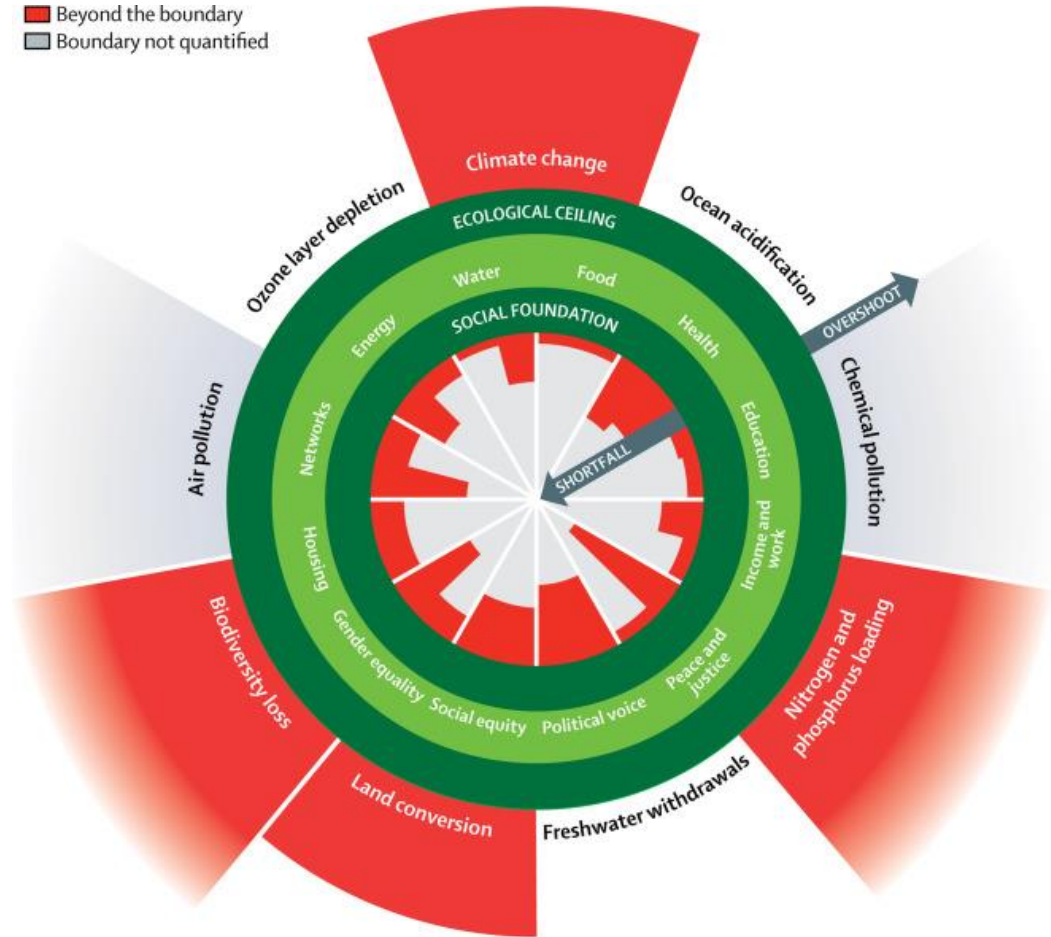 Beyond the boundary
Boundary not quantified
Climate change
Ozone layer depletion
Ocean acidification
ECOLOGICAL CEILING
Water
Food
Energy
SOCIAL FOUNDATION
Health
OVERSHOOT
Air pollution
Networks
Education
Chemical pollution
SHORTFALL
Housing
Income and
work
Biodiversity loss
Gender equality
Social equity
Political voice
Peace and
justice
Nitrogen and
phosphorus loading
Land conversion
Freshwater withdrawals